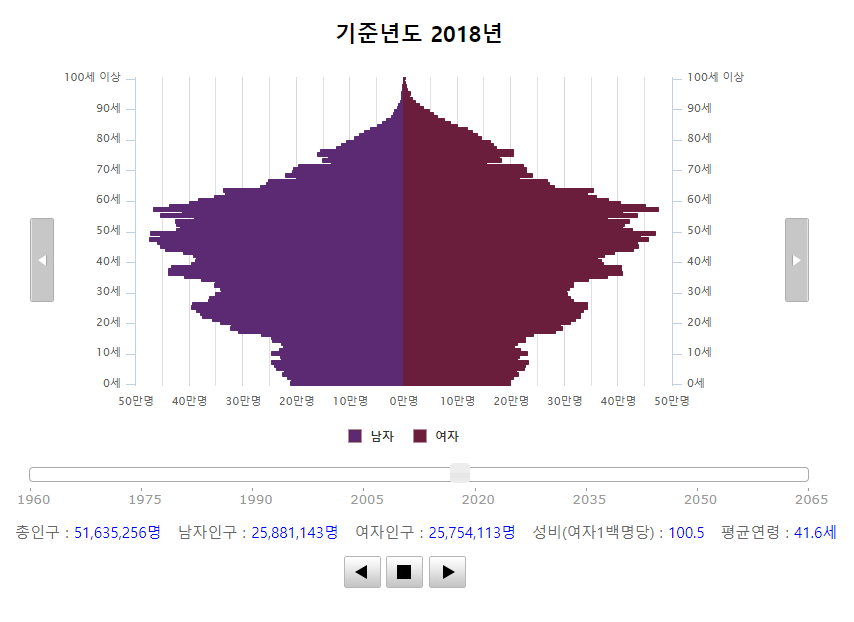 기준년도 2018년
100세 이상 100세 이상
90세 90세
80세 80세
70세 70세
60세 60세
50세 50세
40세 40세
30세 30세
20세 20세
10세 10세
0세 0세
50만명 40만명 30만명 20만명 10만명 0만명 10만명 20만명 30만명 40만명 50만명
남자 여자
1960 1975 1990 2005 2020 2035 2050 2065
총인구 : 51,635,256명 남자인구 : 25,881,143명 여자인구 : 25,754,113명 성비(여자1백명당) : 100.5 평균연령 : 41.6세